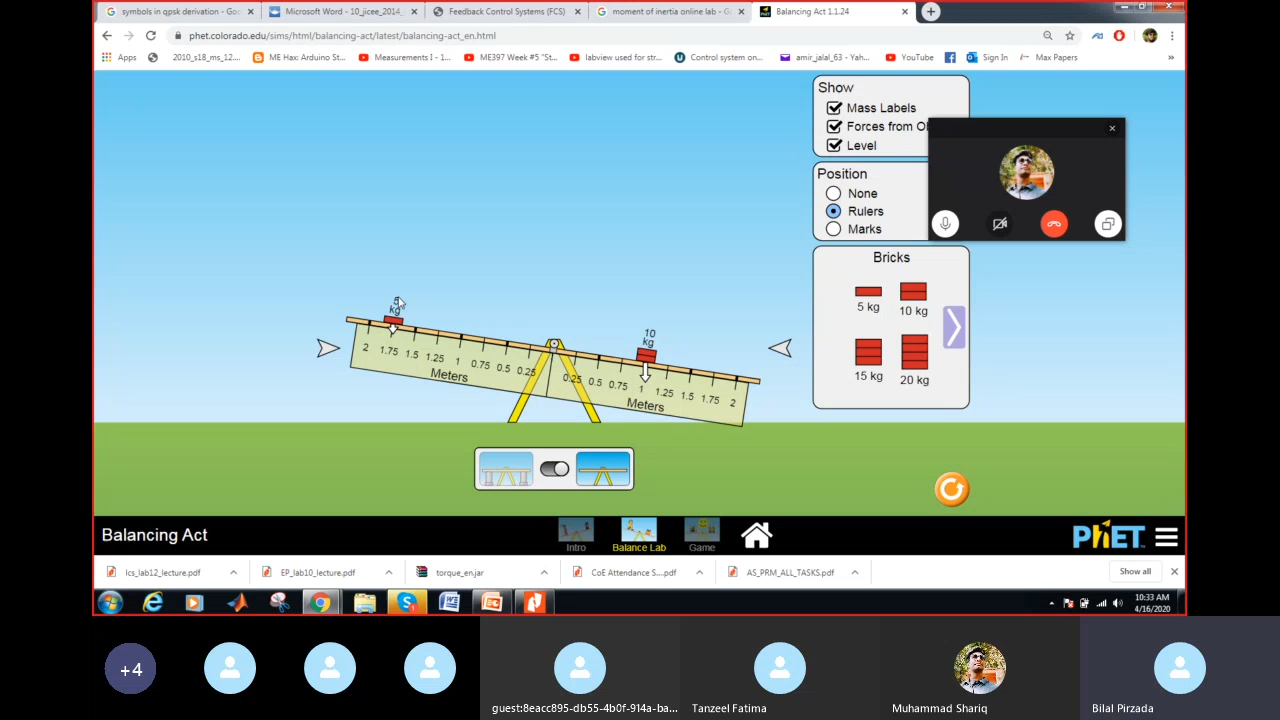 symbols in qpsk derivation - Goo
Microsoft Word - 10_jicee_2014_
Feedback Control Systems (FCS)
moment of inertia online lab - G
Balancing Act 1.1.24
phet.colorado.edu/sims/html/balancing-act/latest/balancing-act_en.html
Apps
2010_s18_ms_12....
ME Hax: Arduino St...
Measurements I - 1...
ME397 Week #5 "St...
labview used for str...
Control system on...
amir_jalal_63 - Yah...
YouTube
Sign In
Max Papers
Show
Mass Labels
Forces from Ob
Level
Position
None
Rulers
Marks
Bricks
5 kg
10 kg
15 kg
20 kg
5
kg
10
kg
2 1.75 1.5 1.25 1 0.75 0.5 0.25
0.25 0.5 0.75 1 1.25 1.5 1.75 2
Meters
Meters
Balancing Act
Intro
Balance Lab
Game
PhET
Ics_lab12_lecture.pdf
EP_lab10_lecture.pdf
torque_en.jar
CoE Attendance S....pdf
AS_PRM_ALL_TASKS.pdf
Show all
10:33 AM
4/16/2020
+4
guest:8eacc895-db55-4b0f-914a-ba...
Tanzeel Fatima
Muhammad Shariq
Bilal Pirzada